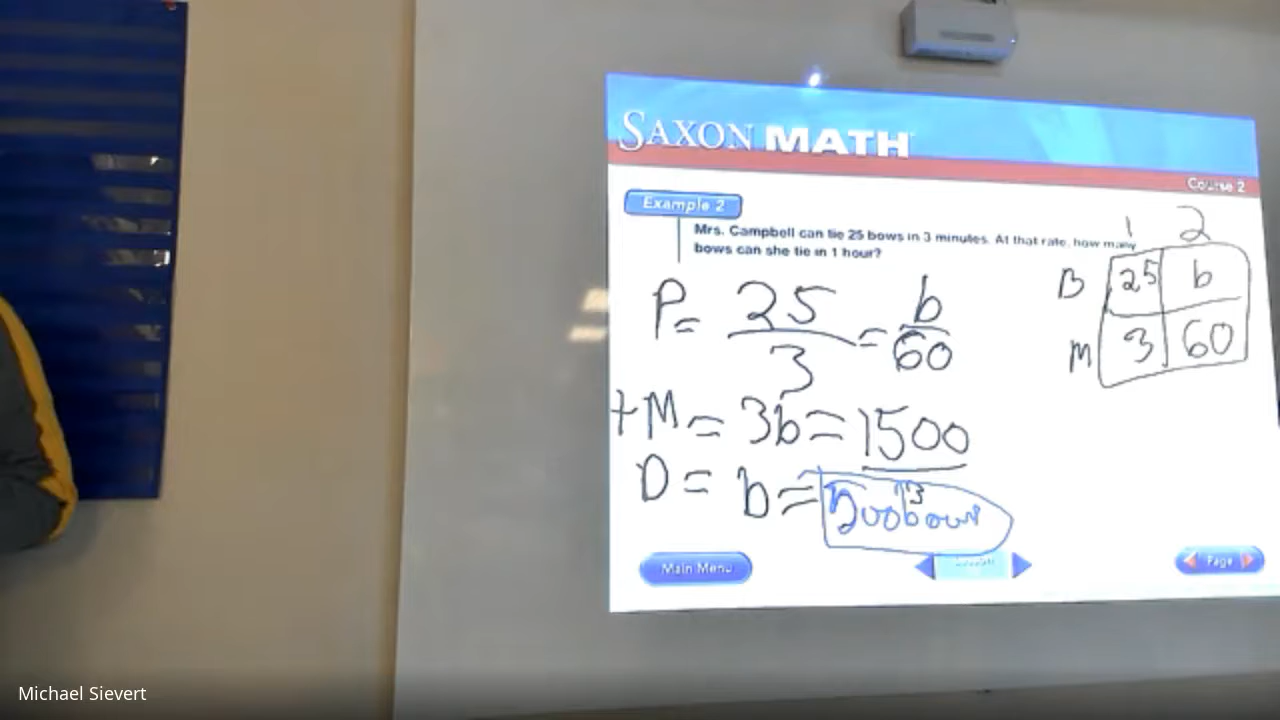 SAXON MATH
Course 2
Example 2
Mrs. Campbell can tie 25 bows in 3 minutes. At that rate, how many
bows can she tie in 1 hour?
1 2
B 25 b
M 3 60
P = 25/3 = b/60
+M = 3b = 1500
3
D = b = 500 bows
Main Menu
Page
Michael Sievert